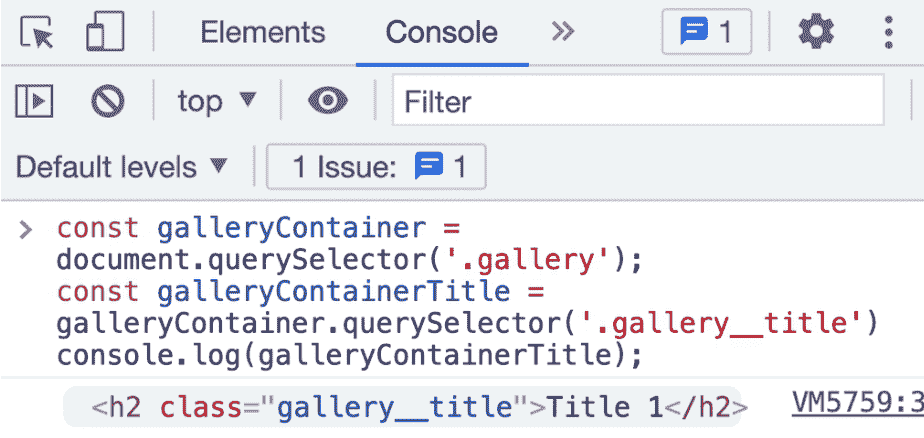 Elements Console » 1
top ▼ Filter
Default levels ▼ 1 Issue: 1
> const galleryContainer =
document.querySelector('.gallery');
const galleryContainerTitle =
galleryContainer.querySelector('.gallery__title')
console.log(galleryContainerTitle);
<h2 class="gallery__title">Title 1</h2> VM5759:3